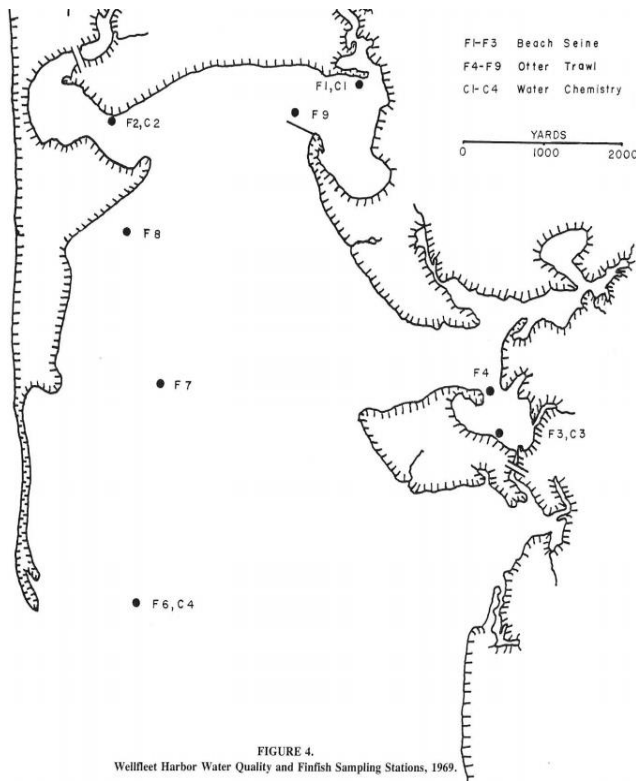 F1-F3 Beach Seine
F4-F9 Otter Trawl
C1-C4 Water Chemistry
YARDS
0 1000 2000
F1,C1
F9
F2,C2
F8
F4
F7
F3,C3
F6,C4
FIGURE 4.
Wellfleet Harbor Water Quality and Finfish Sampling Stations, 1969.